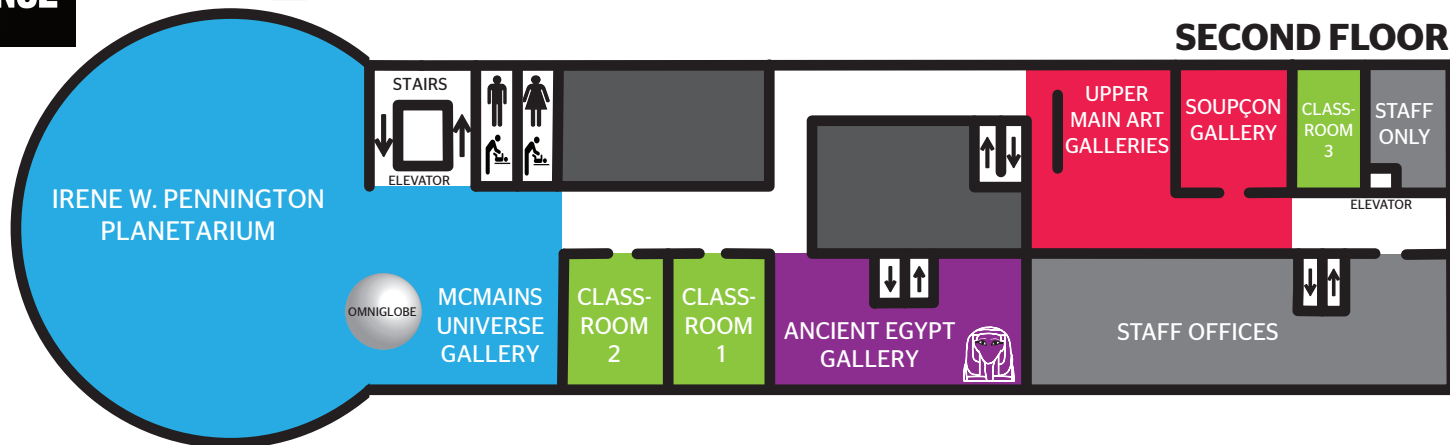 SECOND FLOOR
STAIRS
ELEVATOR
IRENE W. PENNINGTON
PLANETARIUM
OMNIGLOBE
MCMAINS
UNIVERSE
GALLERY
CLASS-
ROOM
2
CLASS-
ROOM
1
ANCIENT EGYPT
GALLERY
UPPER
MAIN ART
GALLERIES
SOUPÇON
GALLERY
CLASS-
ROOM
3
STAFF
ONLY
ELEVATOR
STAFF OFFICES